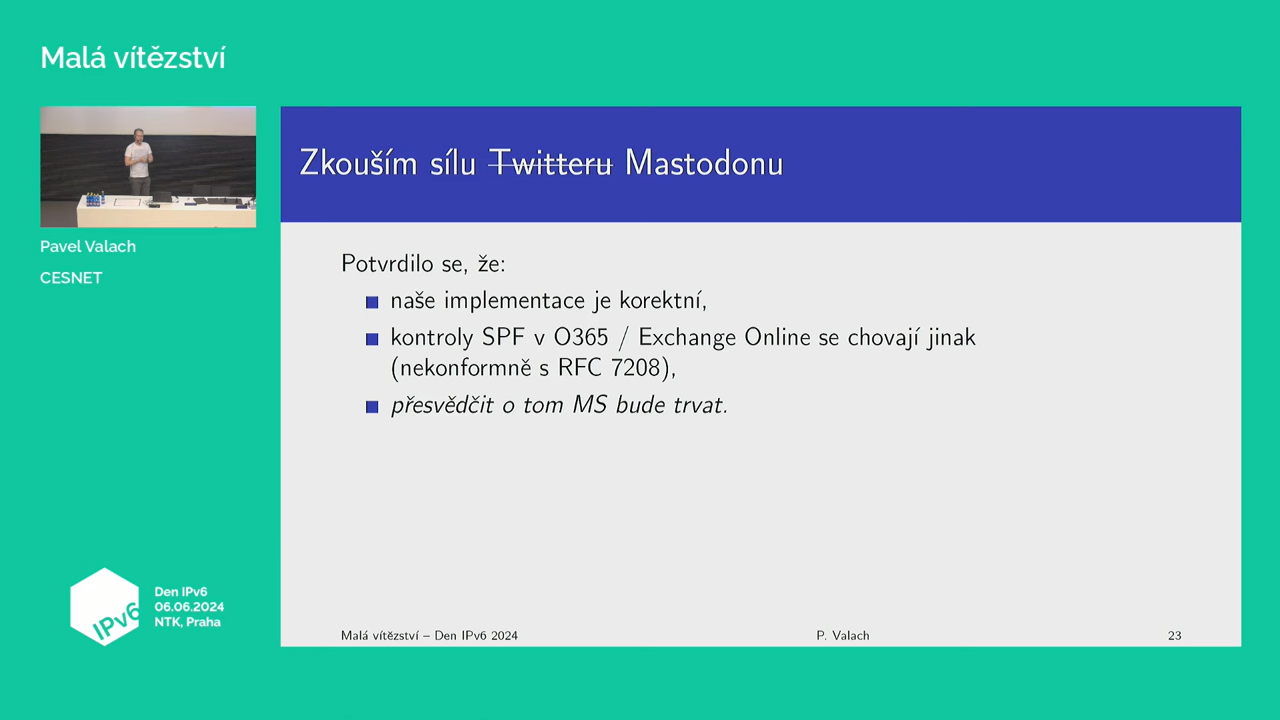 Malá vítězství
Pavel Valach
CESNET
Zkouším sílu Twitteru Mastodonu
Potvrdilo se, že:
naše implementace je korektní,
kontroly SPF v O365 / Exchange Online se chovají jinak
(nekonformně s RFC 7208),
přesvědčit o tom MS bude trvat.
Malá vítězství – Den IPv6 2024
P. Valach
23
IPv6
Den IPv6
06.06.2024
NTK, Praha